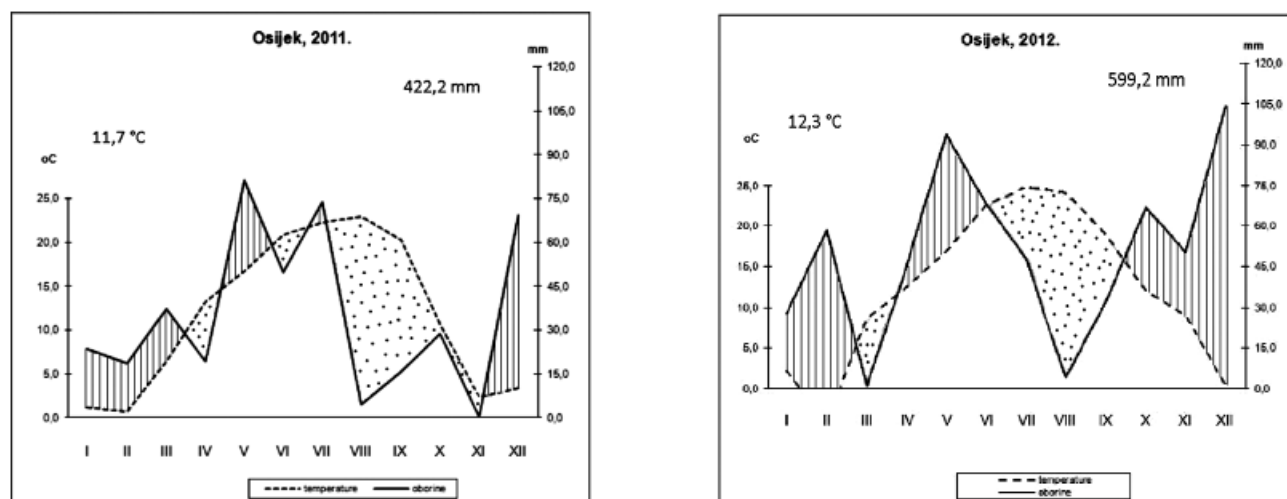 Osijek, 2011.
mm
120,0
422,2 mm
105,0
11,7 °C
90,0
oC
25,0
75,0
20,0
60,0
15,0
45,0
10,0
30,0
5,0
15,0
0,0
0,0
I II III IV V VI VII VIII IX X XI XII
temperature oborine
Osijek, 2012.
mm
120,0
599,2 mm
105,0
12,3 °C
90,0
oC
25,0
75,0
20,0
60,0
15,0
45,0
10,0
30,0
5,0
15,0
0,0
0,0
I II III IV V VI VII VIII IX X XI XII
temperature
oborine